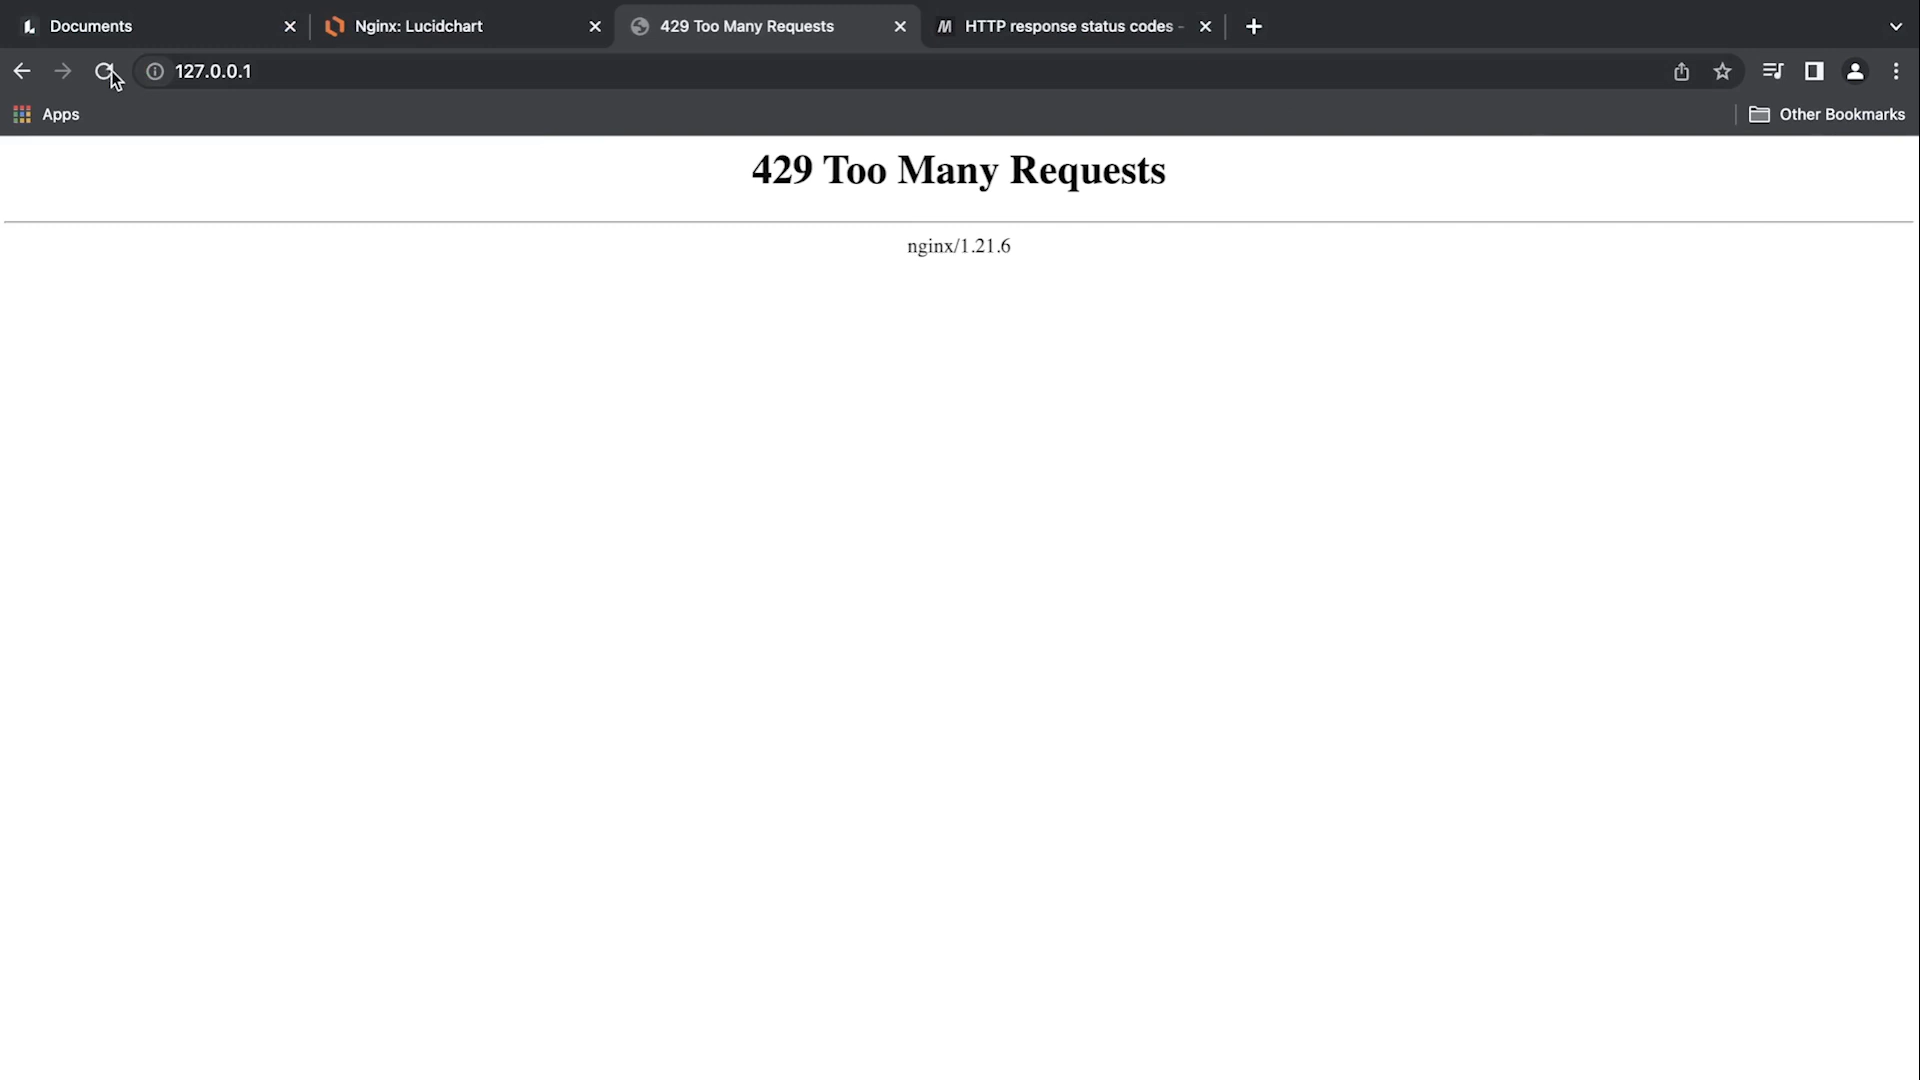 Documents
Nginx: Lucidchart
429 Too Many Requests
HTTP response status codes -
127.0.0.1
Apps
Other Bookmarks
429 Too Many Requests
nginx/1.21.6